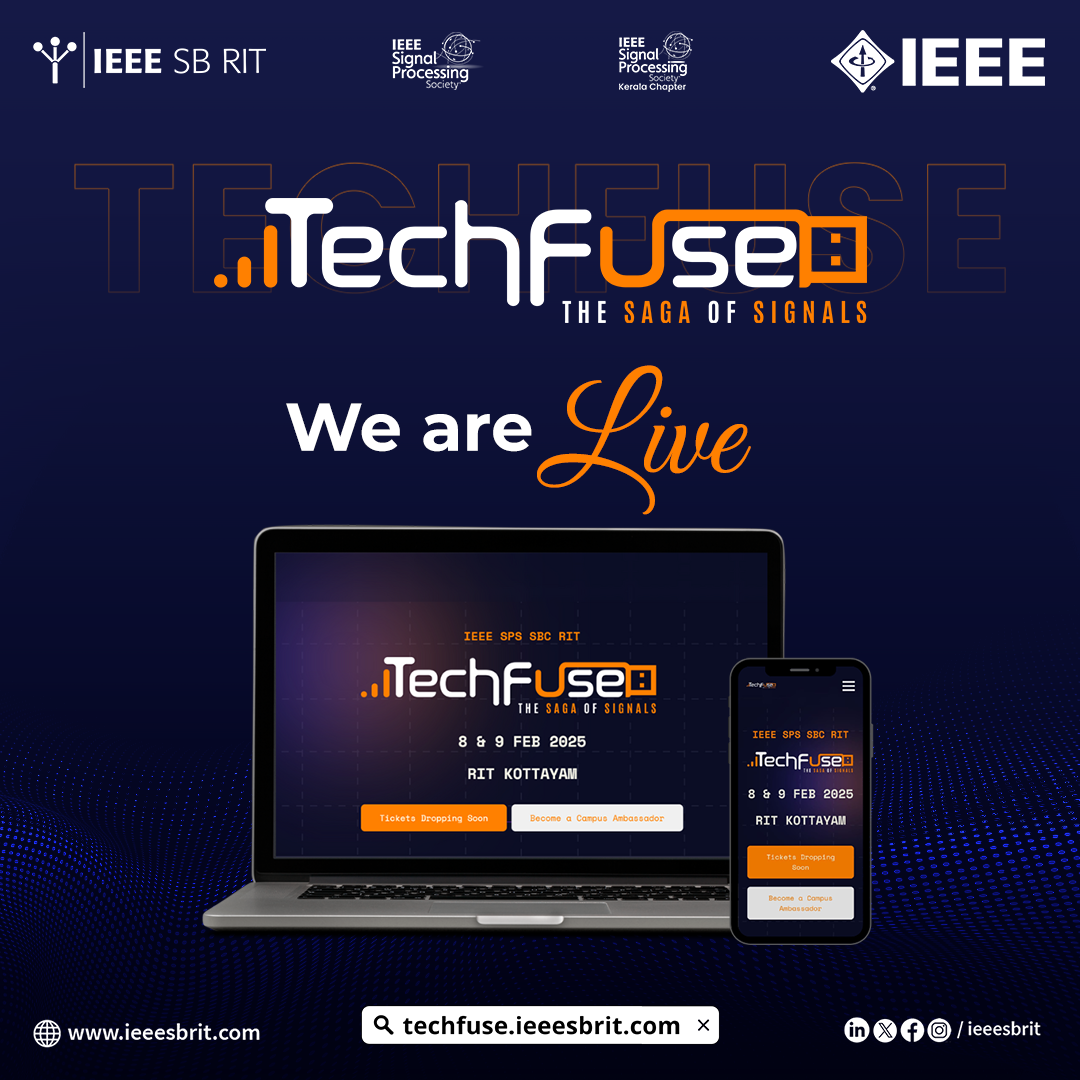 IEEE SB RIT
IEEE
Signal
Processing
Society
IEEE
Signal
Processing
Society
Kerala Chapter
IEEE
TECHFUSE
TechFuse
THE SAGA OF SIGNALS
We are Live
IEEE SPS SBC RIT
TechFuse
THE SAGA OF SIGNALS
8 & 9 FEB 2025
RIT KOTTAYAM
Tickets Dropping Soon
Become a Campus Ambassador
TechFuse
IEEE SPS SBC RIT
TechFuse
THE SAGA OF SIGNALS
8 & 9 FEB 2025
RIT KOTTAYAM
Tickets Dropping
Soon
Become a Campus
Ambassador
www.ieeesbrit.com
techfuse.ieeesbrit.com
/ ieeesbrit